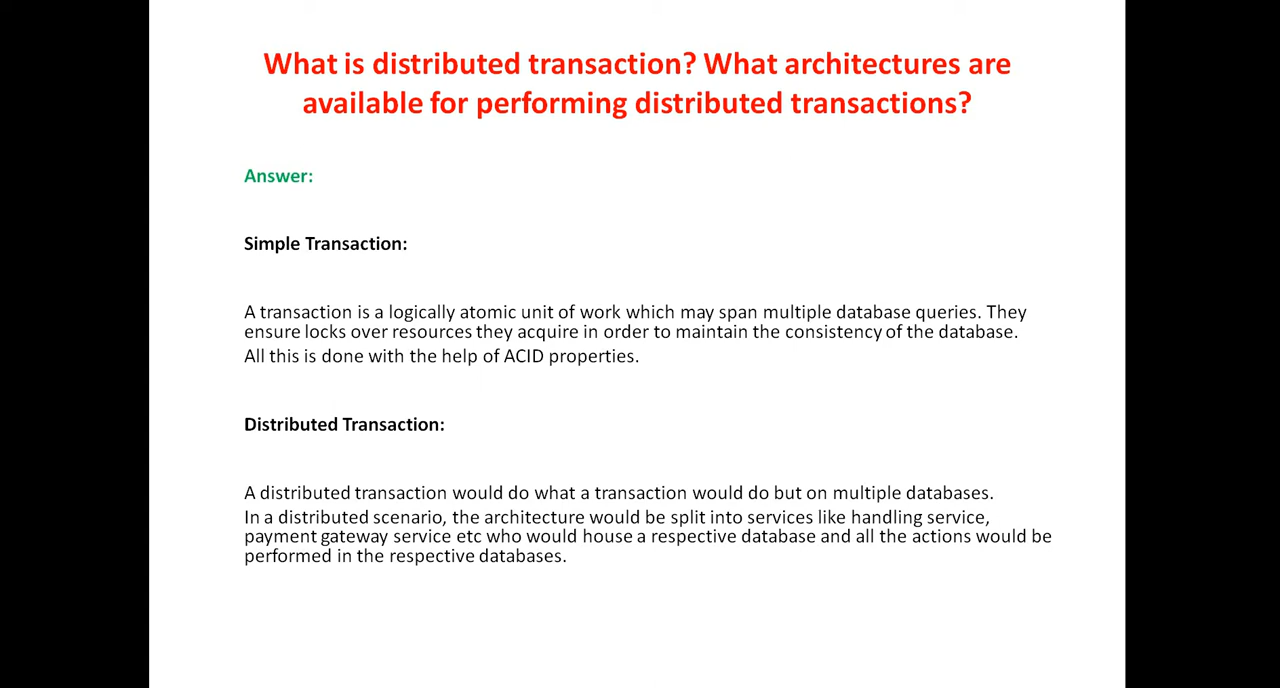 What is distributed transaction? What architectures are
available for performing distributed transactions?
Answer:
Simple Transaction:
A transaction is a logically atomic unit of work which may span multiple database queries. They
ensure locks over resources they acquire in order to maintain the consistency of the database.
All this is done with the help of ACID properties.
Distributed Transaction:
A distributed transaction would do what a transaction would do but on multiple databases.
In a distributed scenario, the architecture would be split into services like handling service,
payment gateway service etc who would house a respective database and all the actions would be
performed in the respective databases.